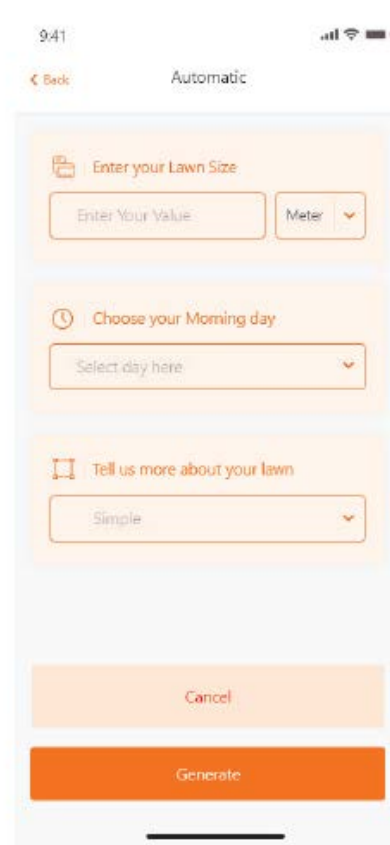 9:41
Back
Automatic
Enter your Lawn Size
Enter Your Value
Meter
Choose your Morning day
Select day here
Tell us more about your lawn
Simple
Cancel
Generate